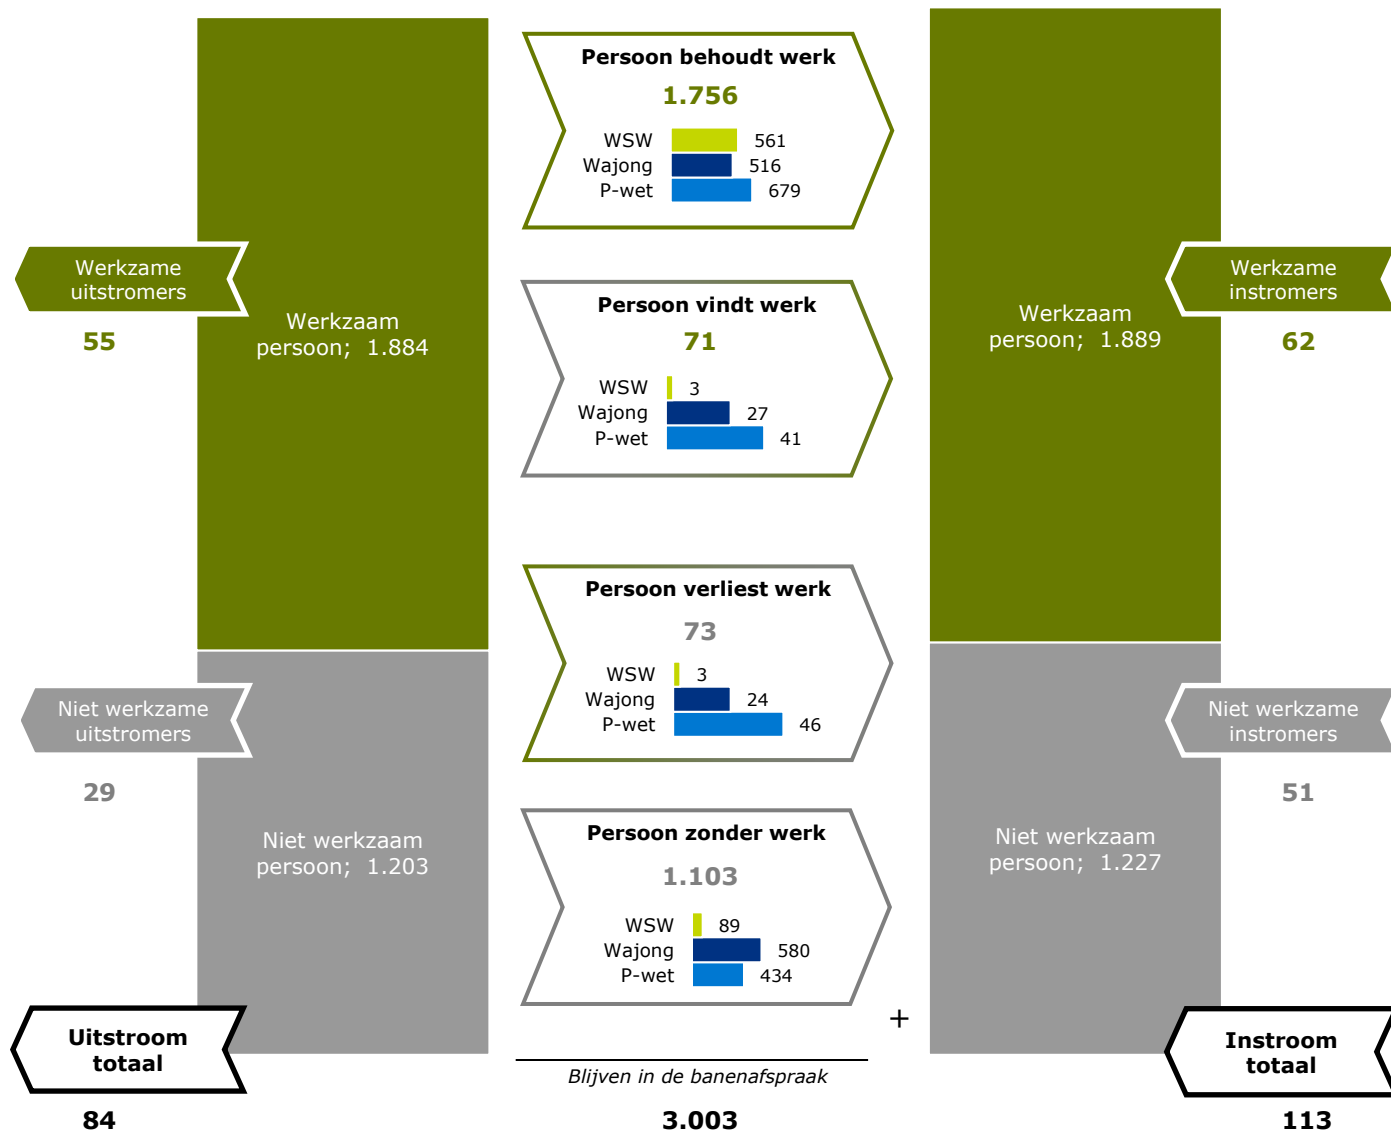 Werkzame
uitstromers
55
Werkzaam
persoon;  1.884
Niet werkzame
uitstromers
29
Niet werkzaam
persoon;  1.203
Uitstroom
totaal
84
Persoon behoudt werk
1.756
WSW 561
Wajong 516
P-wet 679
Persoon vindt werk
71
WSW 3
Wajong 27
P-wet 41
Persoon verliest werk
73
WSW 3
Wajong 24
P-wet 46
Persoon zonder werk
1.103
WSW 89
Wajong 580
P-wet 434
+
Blijven in de banenafspraak
3.003
Werkzaam
persoon;  1.889
Werkzame
instromers
62
Niet werkzaam
persoon;  1.227
Niet werkzame
instromers
51
Instroom
totaal
113